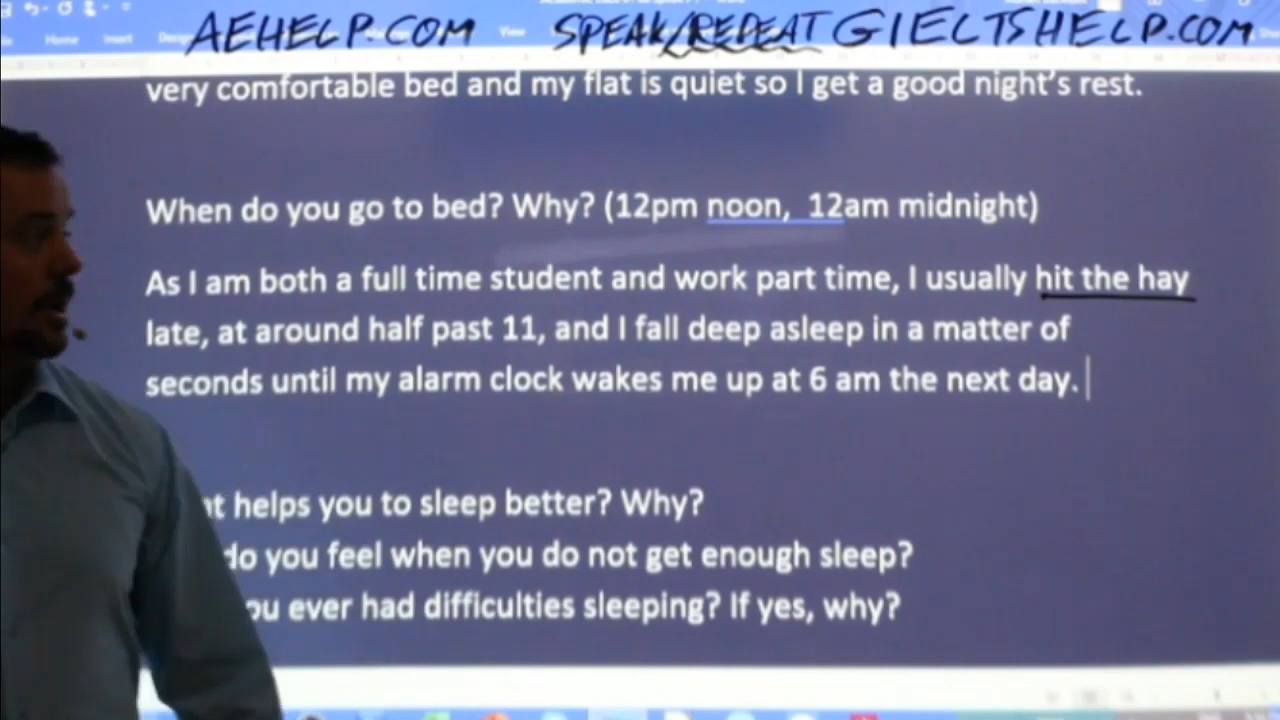 AEHELP.COM SPEAK/REPEAT GIELTSHELP.COM
Home Insert View
very comfortable bed and my flat is quiet so I get a good night's rest.
When do you go to bed? Why? (12pm noon, 12am midnight)
As I am both a full time student and work part time, I usually hit the hay
late, at around half past 11, and I fall deep asleep in a matter of
seconds until my alarm clock wakes me up at 6 am the next day.
helps you to sleep better? Why?
do you feel when you do not get enough sleep?
ever had difficulties sleeping? If yes, why?